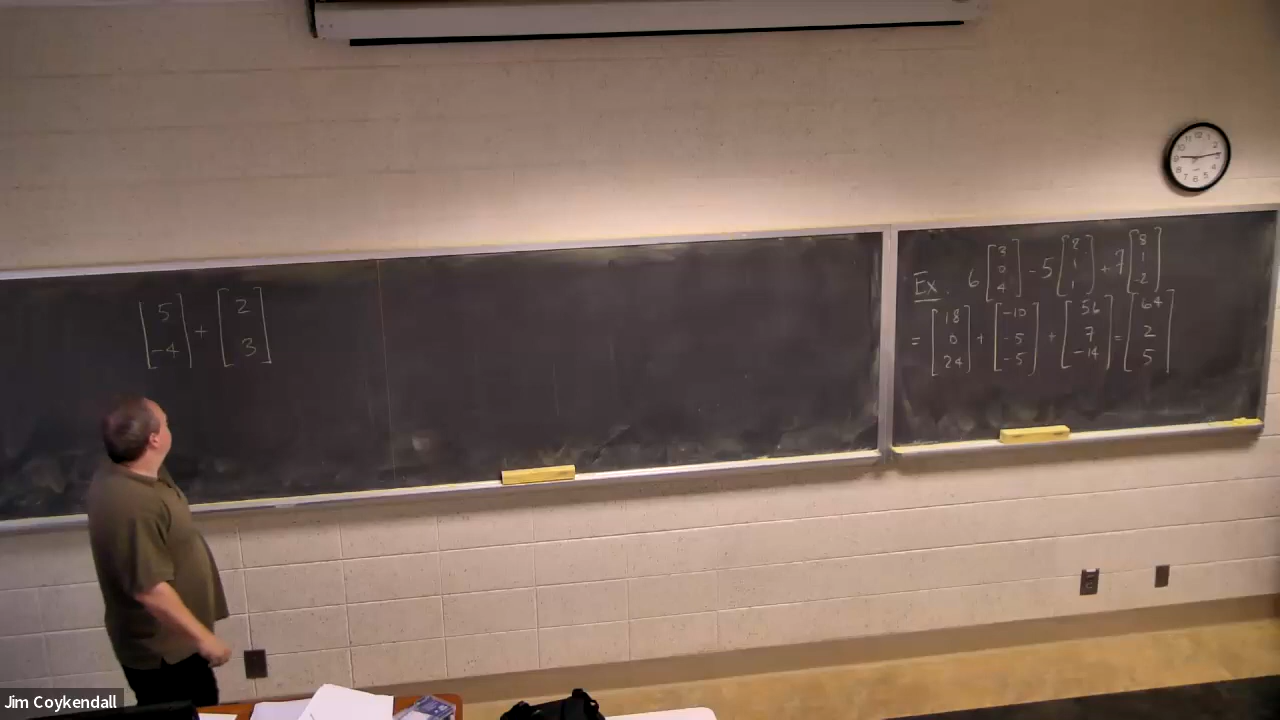 [5 -4] + [2 3]
Ex. 6 [3 0 4] - 5 [2 1 1] + 7 [8 1 -2]
= [18 0 24] + [-10 -5 -5] + [56 7 -14] = [64 2 5]
Jim Coykendall